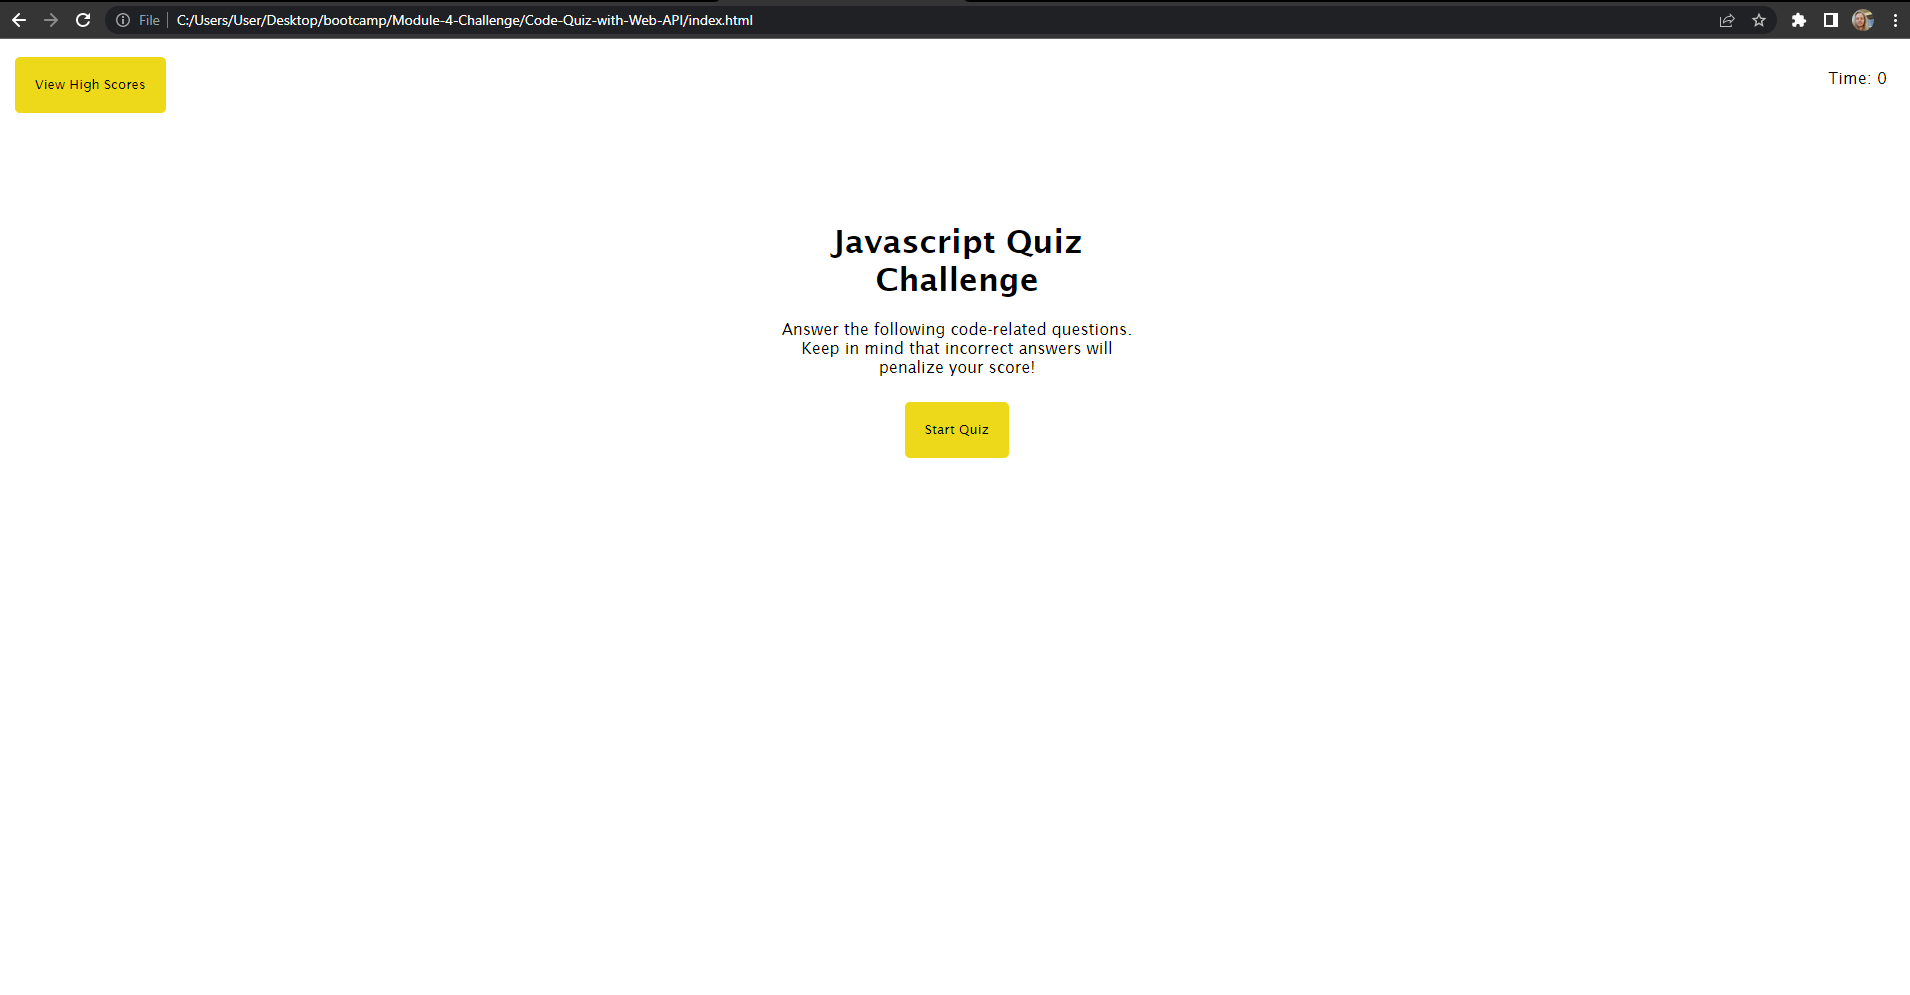 File C:/Users/User/Desktop/bootcamp/Module-4-Challenge/Code-Quiz-with-Web-API/index.html
View High Scores
Time: 0
Javascript Quiz
Challenge
Answer the following code-related questions.
Keep in mind that incorrect answers will
penalize your score!
Start Quiz